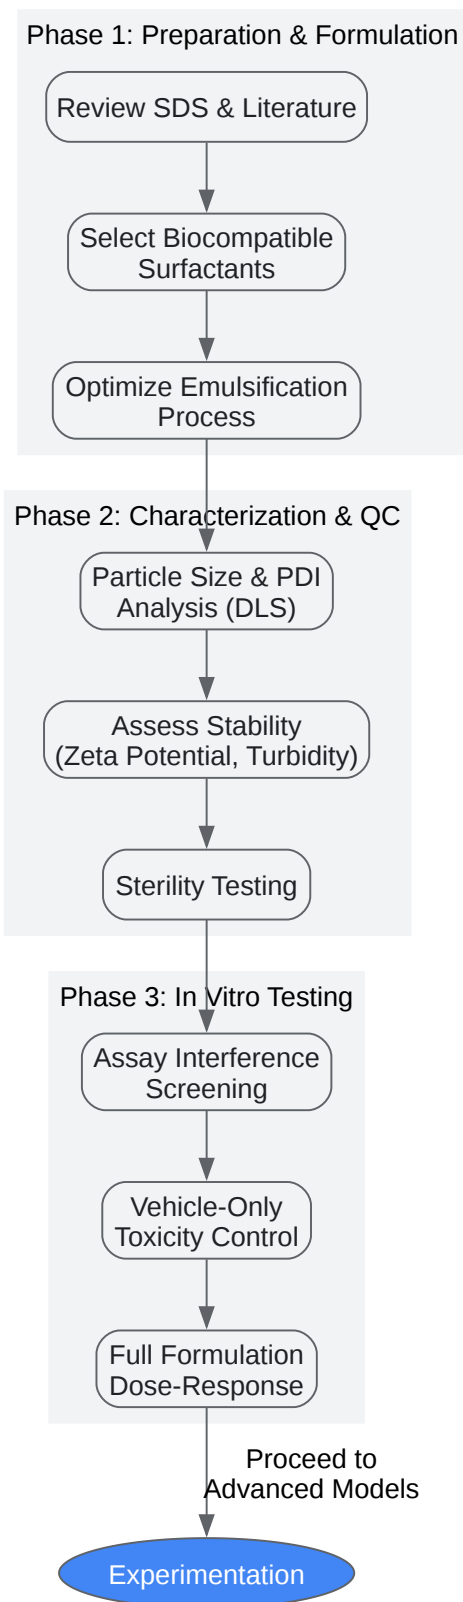 Phase 1: Preparation & Formulation
Review SDS & Literature
Select Biocompatible
Surfactants
Optimize Emulsification
Process
Phase 2: Characterization & QC
Particle Size & PDI
Analysis (DLS)
Assess Stability
(Zeta Potential, Turbidity)
Sterility Testing
Phase 3: In Vitro Testing
Assay Interference
Screening
Vehicle-Only
Toxicity Control
Full Formulation
Dose-Response
Proceed to
Advanced Models
Experimentation